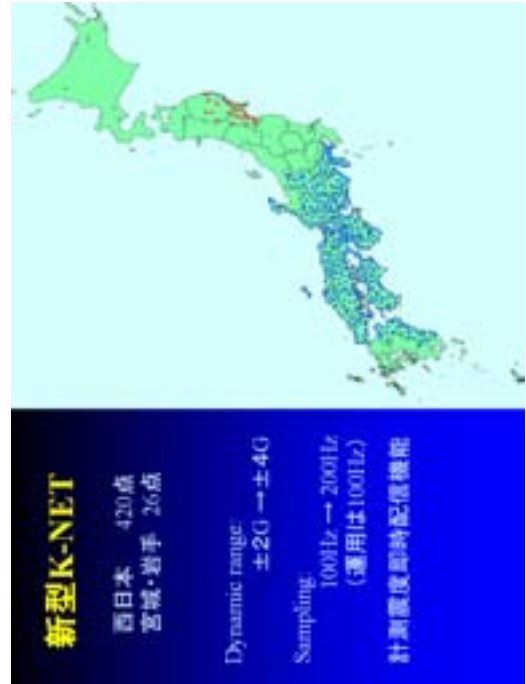 新型K-NET
西日本 420点
宮城・岩手 26点
Dynamic range:
±2G→±4G
Sampling:
100Hz → 200Hz
(運用は100Hz)
計測震度即時配信機能